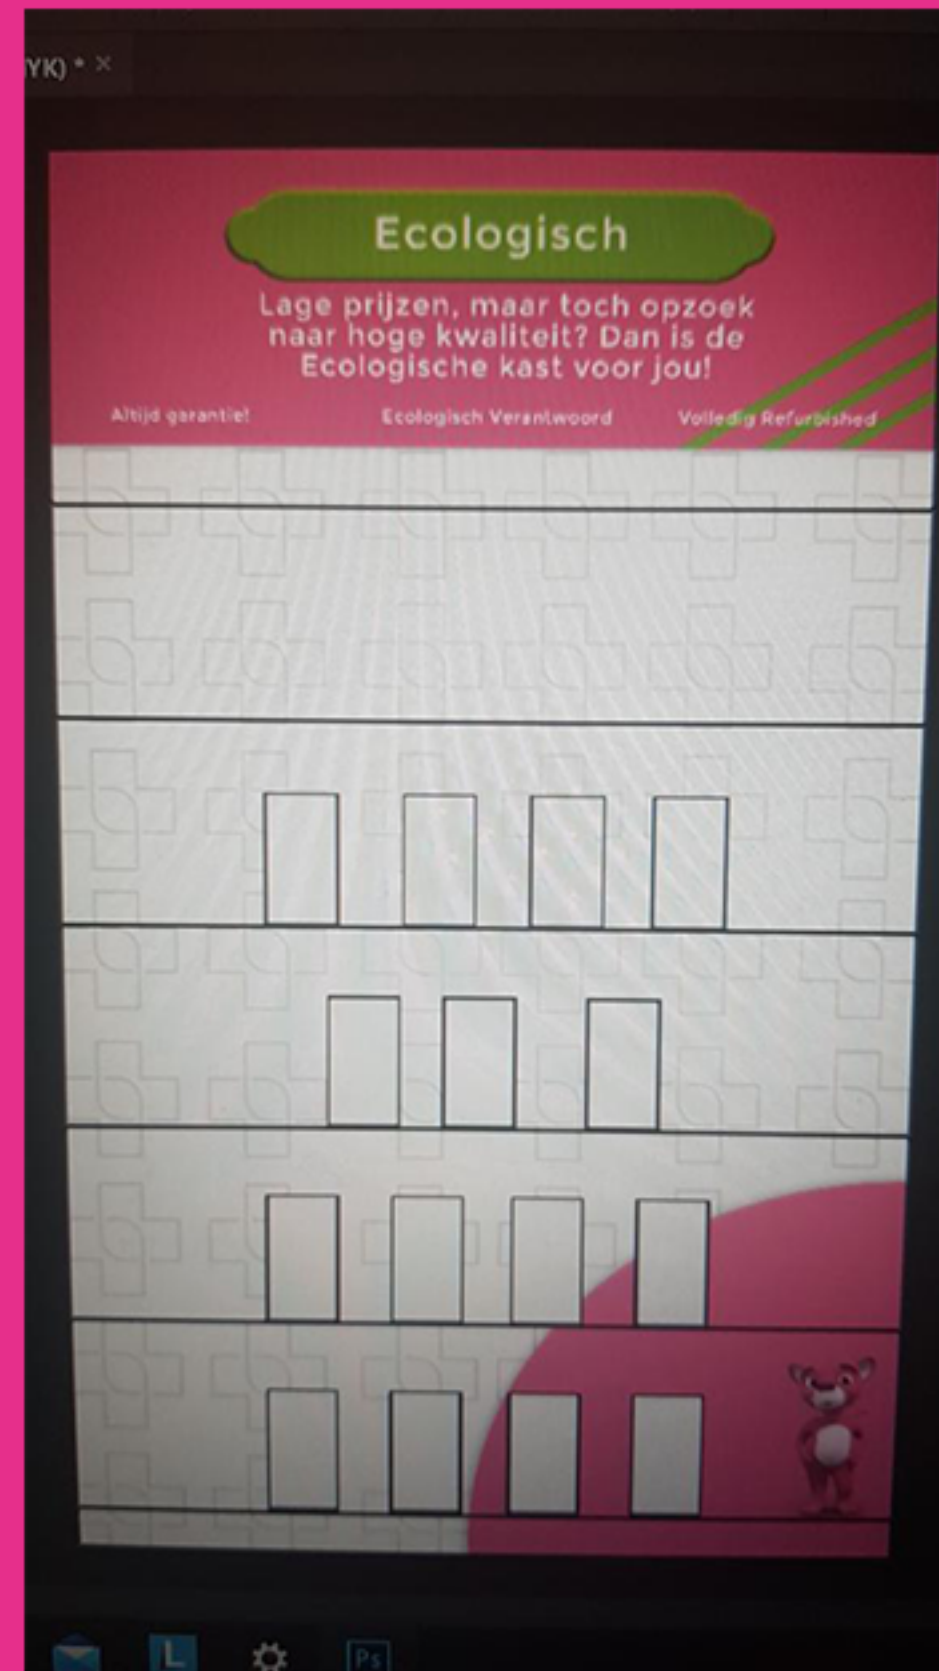 YK) * ×
Ecologisch
Lage prijzen, maar toch opzoek
naar hoge kwaliteit? Dan is de
Ecologische kast voor jou!
Altijd garantie!
Ecologisch Verantwoord
Volledig Refurbished
L
Ps